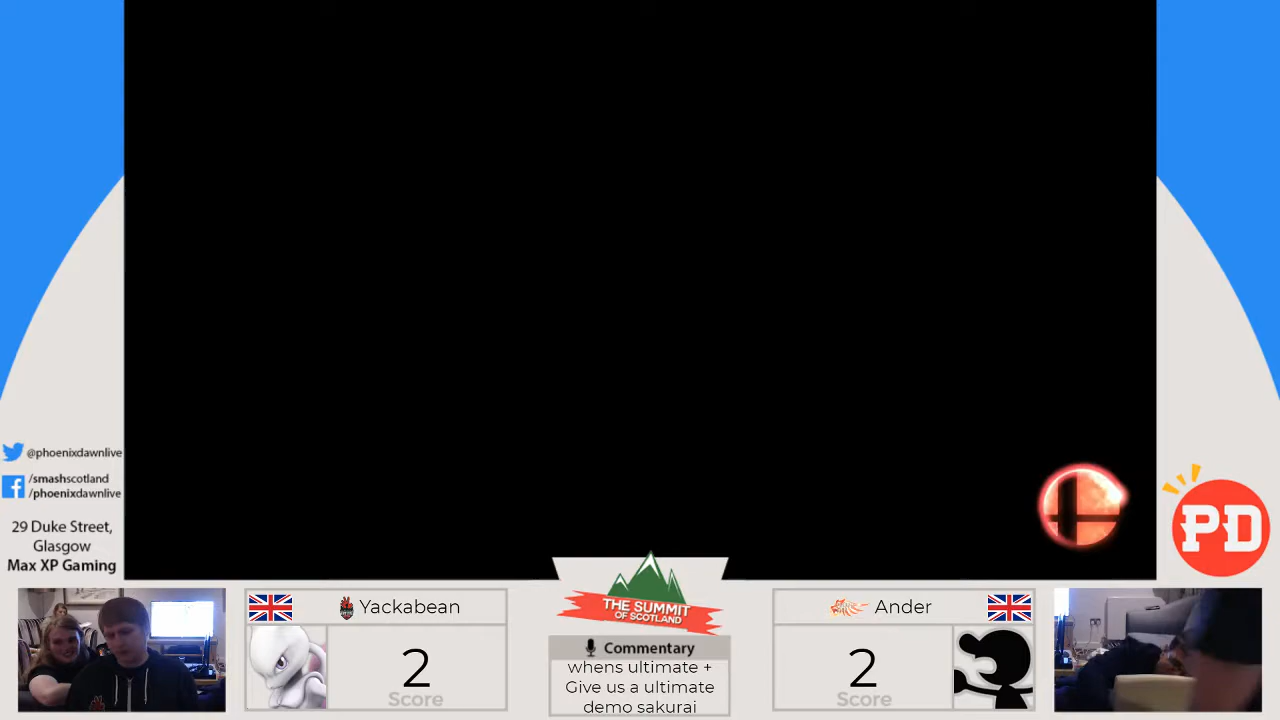 @phoenixdawnlive
/smashscotland
/phoenixdawnlive
29 Duke Street,
Glasgow
Max XP Gaming
PD
Yackabean
2
Score
THE SUMMIT
OF SCOTLAND
Commentary
whens ultimate +
Give us a ultimate
demo sakurai
Ander
2
Score